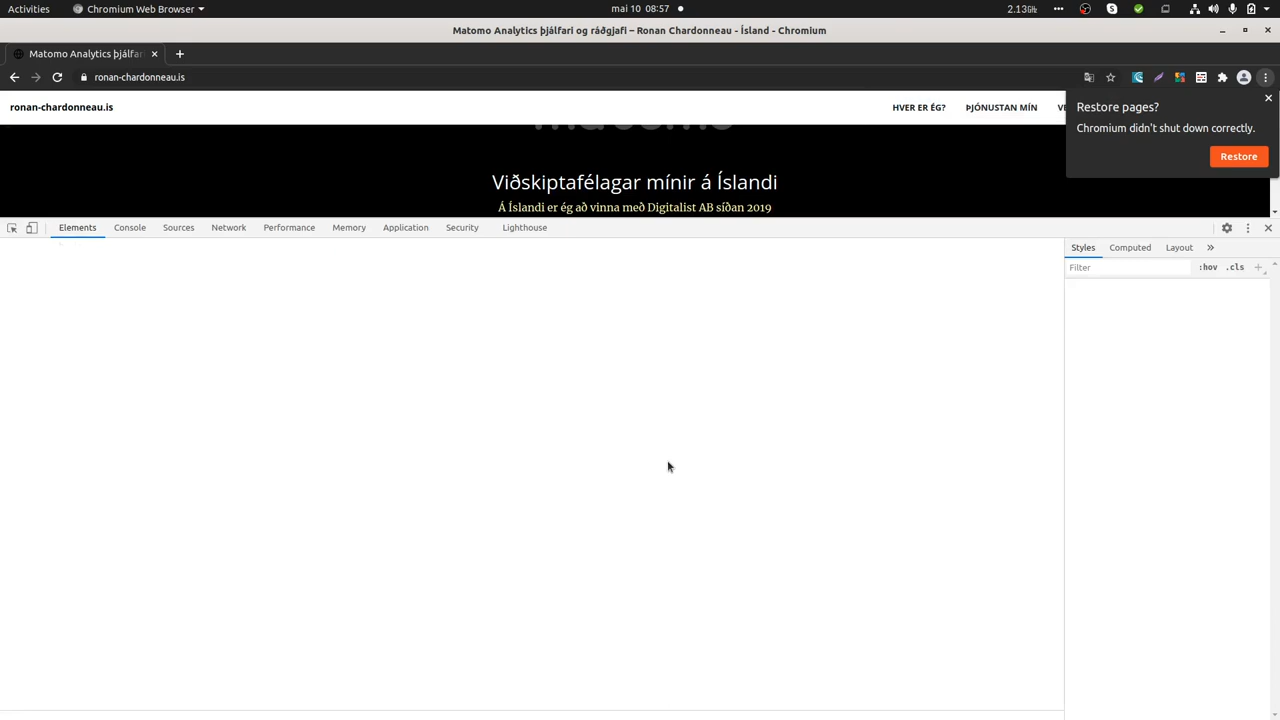 Activities
Chromium Web Browser
mai 10 08:57
2.13GHz
Matomo Analytics þjálfari og ráðgjafi – Ronan Chardonneau - Ísland - Chromium
Matomo Analytics þjálfari
ronan-chardonneau.is
ronan-chardonneau.is
HVER ER ÉG?
ÞJÓNUSTAN MÍN
Restore pages?
Chromium didn't shut down correctly.
Restore
Viðskiptafélagar mínir á Íslandi
Á Íslandi er ég að vinna með Digitalist AB síðan 2019
Elements
Console
Sources
Network
Performance
Memory
Application
Security
Lighthouse
Styles
Computed
Layout
Filter
:hov
.cls